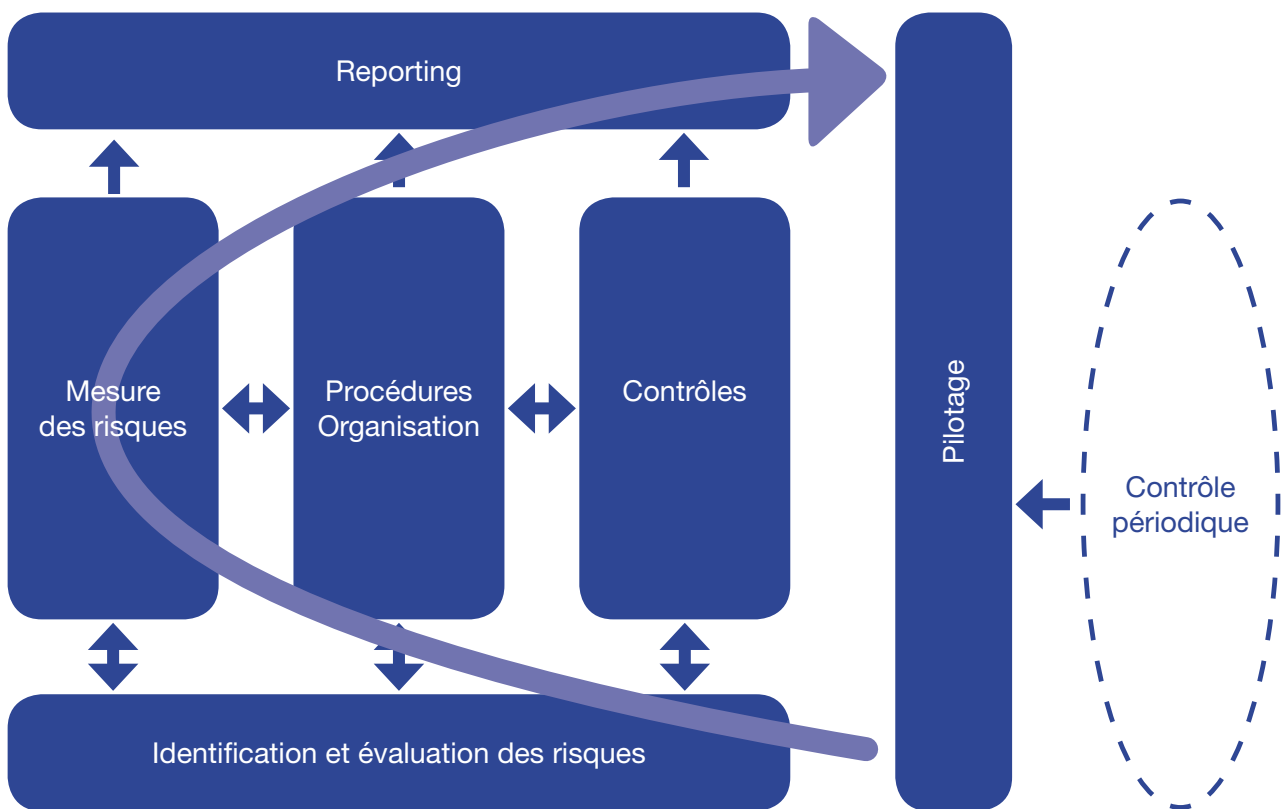 Reporting
Mesure
des risques
Procédures
Organisation
Contrôles
Pilotage
Contrôle
périodique
Identification et évaluation des risques